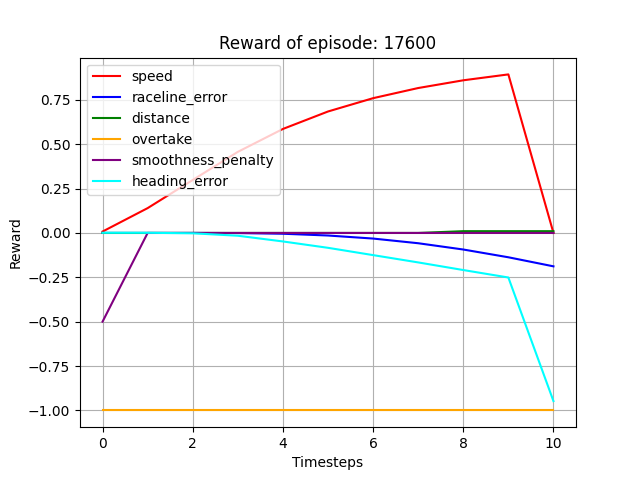 Reward of episode: 17600
speed
raceline_error
distance
overtake
smoothness_penalty
heading_error
0.75
0.50
0.25
0.00
−0.25
−0.50
−0.75
−1.00
Reward
0 2 4 6 8 10
Timesteps